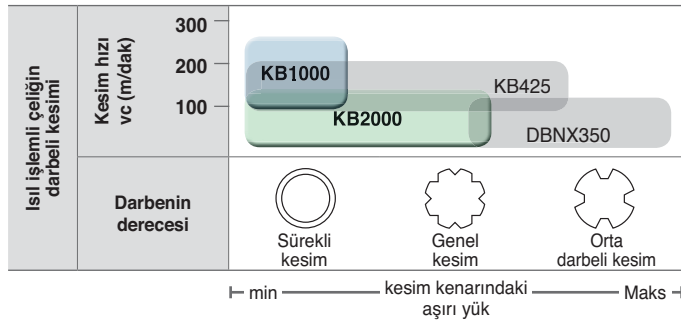 Isıl işlemli çeliğin
darbeli kesimi
Kesim hızı
vc (m/dak)
300
200
100
KB1000
KB425
KB2000
DBNX350
Darbenin
derecesi
Sürekli
kesim
Genel
kesim
Orta
darbeli kesim
min
kesim kenarındaki
aşırı yük
Maks